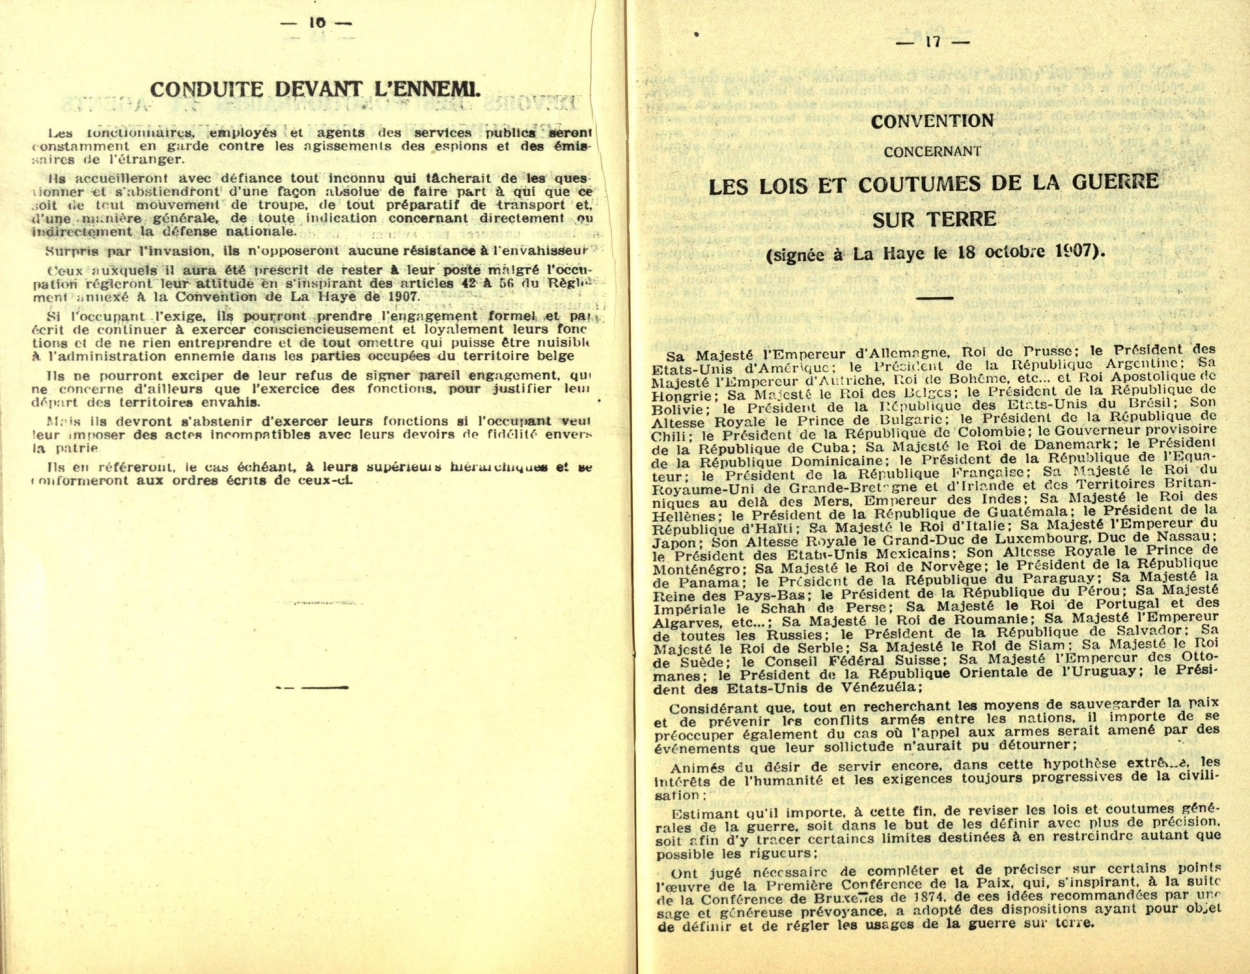 — 16 —
CONDUITE DEVANT L'ENNEMI.
Les fonctionnaires, employés et agents des services publics seront
constamment en garde contre les agissements des espions et des émis-
saires de l'étranger.
Ils accueilleront avec défiance tout inconnu qui tâcherait de les ques-
tionner et s'abstiendront d'une façon absolue de faire part à qui que ce
soit de tout mouvement de troupe, de tout préparatif de transport et,
d'une manière générale, de toute indication concernant directement ou
indirectement la défense nationale.
Surpris par l'invasion, ils n'opposeront aucune résistance à l'envahisseur
Ceux auxquels il aura été prescrit de rester à leur poste malgré l'occu-
pation régleront leur attitude en s'inspirant des articles 42 à 56 du Règle-
ment annexé à la Convention de La Haye de 1907.
Si l'occupant l'exige, ils pourront prendre l'engagement formel et par
écrit de continuer à exercer consciencieusement et loyalement leurs fonc
tions et de ne rien entreprendre et de tout omettre qui puisse être nuisible
à l'administration ennemie dans les parties occupées du territoire belge
Ils ne pourront exciper de leur refus de signer pareil engagement, qui
ne concerne d'ailleurs que l'exercice des fonctions, pour justifier leur
départ des territoires envahis.
Mais ils devront s'abstenir d'exercer leurs fonctions si l'occupant veut
leur imposer des actes incompatibles avec leurs devoirs de fidélité envers
la patrie
Ils en référeront, le cas échéant, à leurs supérieurs hiérarchiques et se
conformeront aux ordres écrits de ceux-ci.
— 17 —
CONVENTION
CONCERNANT
LES LOIS ET COUTUMES DE LA GUERRE
SUR TERRE
(signée à La Haye le 18 octobre 1907).
Sa Majesté l'Empereur d'Allemagne, Roi de Prusse; le Président des
Etats-Unis d'Amérique; le Président de la République Argentine; Sa
Majesté l'Empereur d'Autriche, Roi de Bohême, etc... et Roi Apostolique de
Hongrie; Sa Majesté le Roi des Belges; le Président de la République de
Bolivie; le Président de la République des Etats-Unis du Brésil; Son
Altesse Royale le Prince de Bulgarie; le Président de la République de
Chili; le Président de la République de Colombie; le Gouverneur provisoire
de la République de Cuba; Sa Majesté le Roi de Danemark; le Président
de la République Dominicaine; le Président de la République de l'Equa-
teur; le Président de la République Française; Sa Majesté le Roi du
Royaume-Uni de Grande-Bretagne et d'Irlande et des Territoires Britan-
niques au delà des Mers, Empereur des Indes; Sa Majesté le Roi des
Hellènes; le Président de la République de Guatémala; le Président de la
République d'Haïti; Sa Majesté le Roi d'Italie; Sa Majesté l'Empereur du
Japon; Son Altesse Royale le Grand-Duc de Luxembourg, Duc de Nassau;
le Président des Etats-Unis Mexicains; Son Altesse Royale le Prince de
Monténégro; Sa Majesté le Roi de Norvège; le Président de la République
de Panama; le Président de la République du Paraguay; Sa Majesté la
Reine des Pays-Bas; le Président de la République du Pérou; Sa Majesté
Impériale le Schah de Perse; Sa Majesté le Roi de Portugal et des
Algarves, etc...; Sa Majesté le Roi de Roumanie; Sa Majesté l'Empereur
de toutes les Russies; le Président de la République de Salvador; Sa
Majesté le Roi de Serbie; Sa Majesté le Roi de Siam; Sa Majesté le Roi
de Suède; le Conseil Fédéral Suisse; Sa Majesté l'Empereur des Otto-
manes; le Président de la République Orientale de l'Uruguay; le Prési-
dent des Etats-Unis de Vénézuéla;
Considérant que, tout en recherchant les moyens de sauvegarder la paix
et de prévenir les conflits armés entre les nations, il importe de se
préoccuper également du cas où l'appel aux armes serait amené par des
événements que leur sollictude n'aurait pu détourner;
Animés du désir de servir encore, dans cette hypothèse extrême, les
intérêts de l'humanité et les exigences toujours progressives de la civili-
sation;
Estimant qu'il importe, à cette fin, de reviser les lois et coutumes géné-
rales de la guerre, soit dans le but de les définir avec plus de précision,
soit afin d'y tracer certaines limites destinées à en restreindre autant que
possible les rigueurs;
Ont jugé nécessaire de compléter et de préciser sur certains points
l'œuvre de la Première Conférence de la Paix, qui, s'inspirant, à la suite
de la Conférence de Bruxelles de 1874, de ces idées recommandées par une
sage et généreuse prévoyance, a adopté des dispositions ayant pour objet
de définir et de régler les usages de la guerre sur terre.